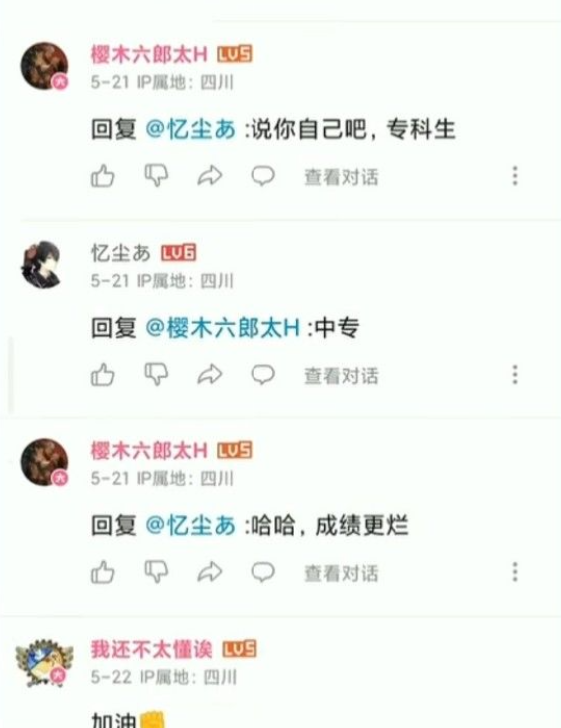 樱木六郎太H LV5
5-21 IP属地：四川
回复 @忆尘あ :说你自己吧，专科生
查看对话
忆尘あ LV6
5-21 IP属地：四川
回复 @樱木六郎太H :中专
查看对话
樱木六郎太H LV5
5-21 IP属地：四川
回复 @忆尘あ :哈哈，成绩更烂
查看对话
我还不太懂诶 LV5
5-22 IP属地：四川
加油